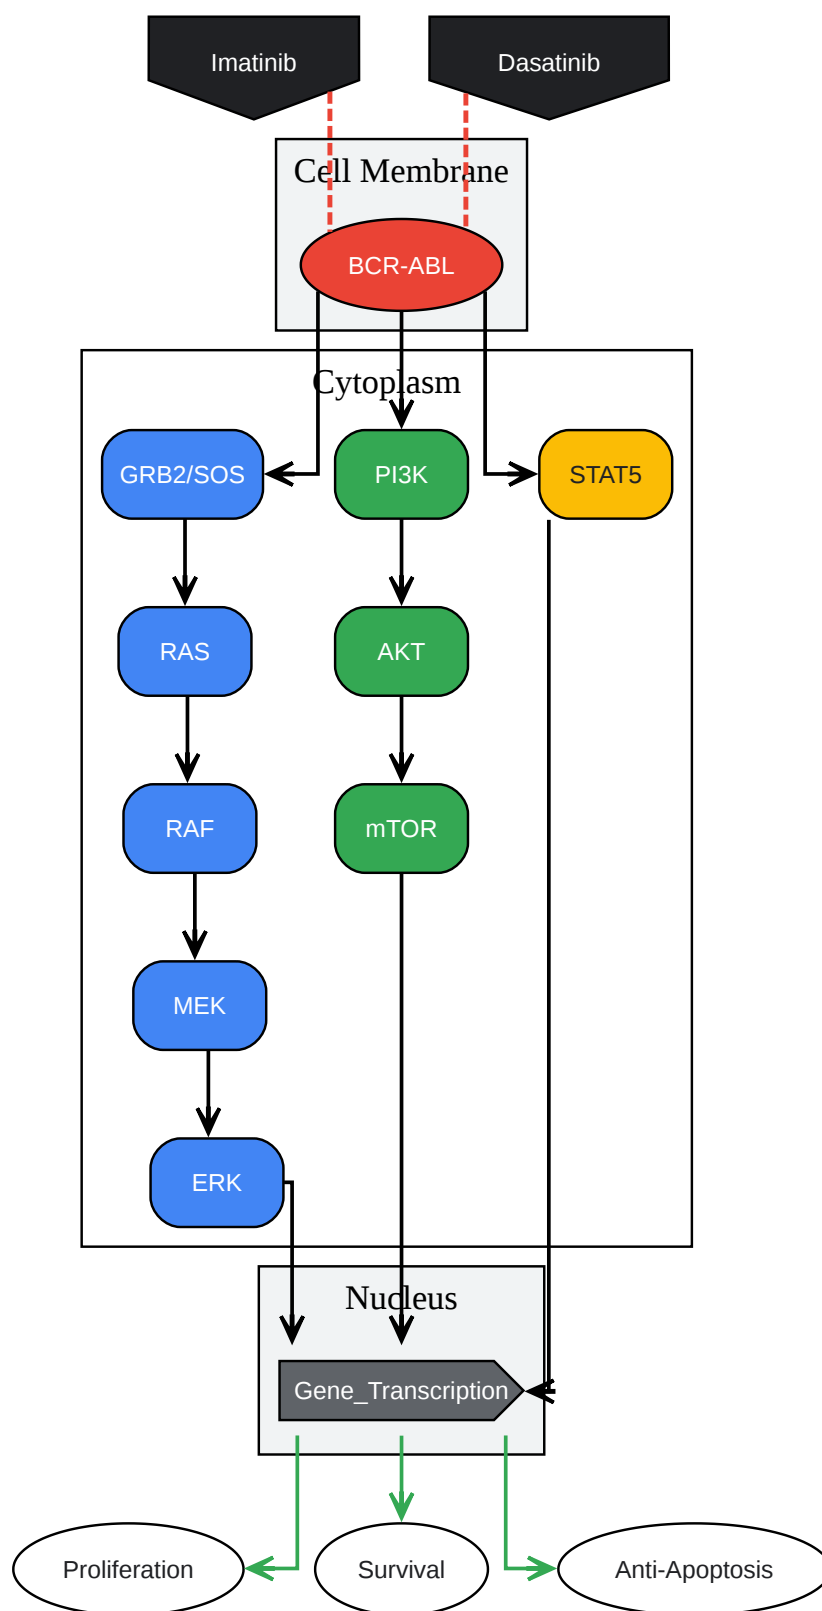 Imatinib
Dasatinib
Cell Membrane
BCR-ABL
Cytoplasm
GRB2/SOS
PI3K
STAT5
RAS
AKT
RAF
mTOR
MEK
ERK
Nucleus
Gene_Transcription
Proliferation
Survival
Anti-Apoptosis